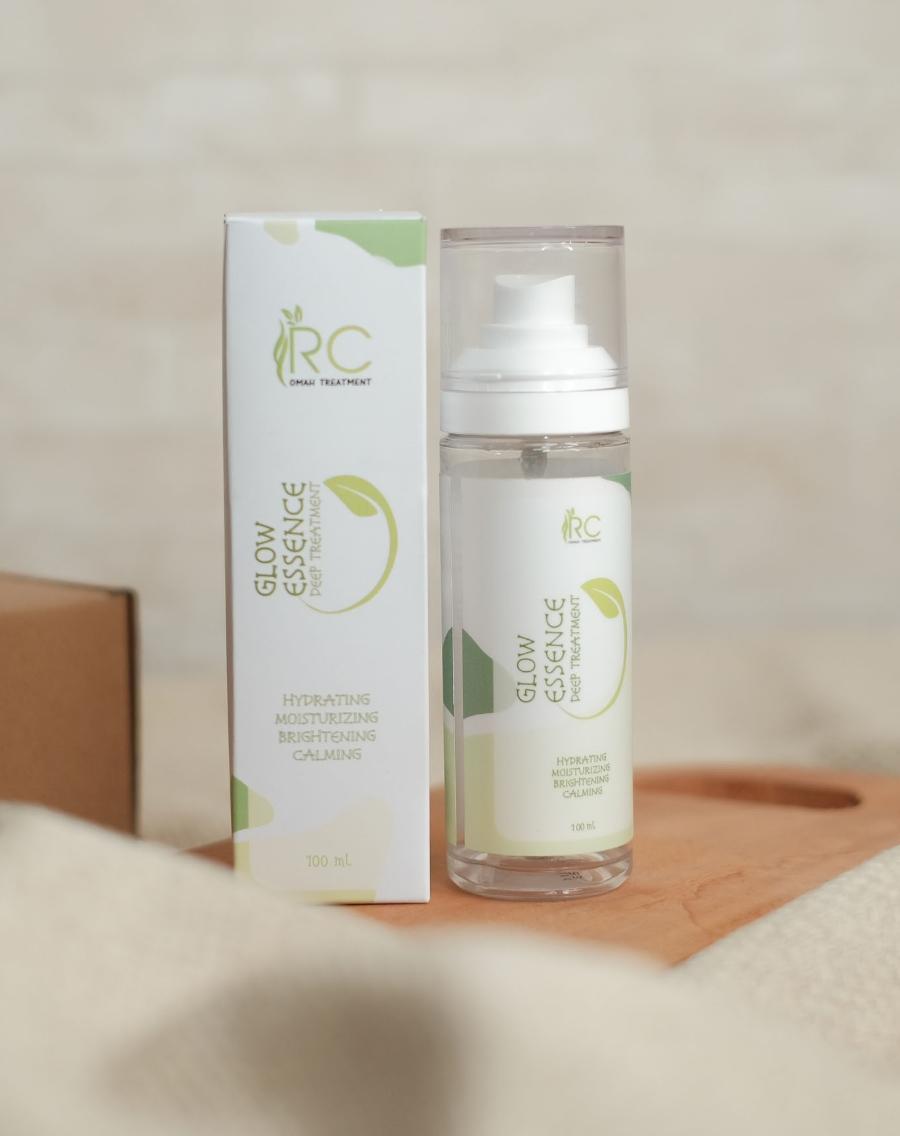 RC
OMAH TREATMENT
GLOW
ESSENCE
DEEP TREATMENT
HYDRATING
MOISTURIZING
BRIGHTENING
CALMING
100 mL
RC
OMAH TREATMENT
GLOW
ESSENCE
DEEP TREATMENT
HYDRATING
MOISTURIZING
BRIGHTENING
CALMING
100 mL